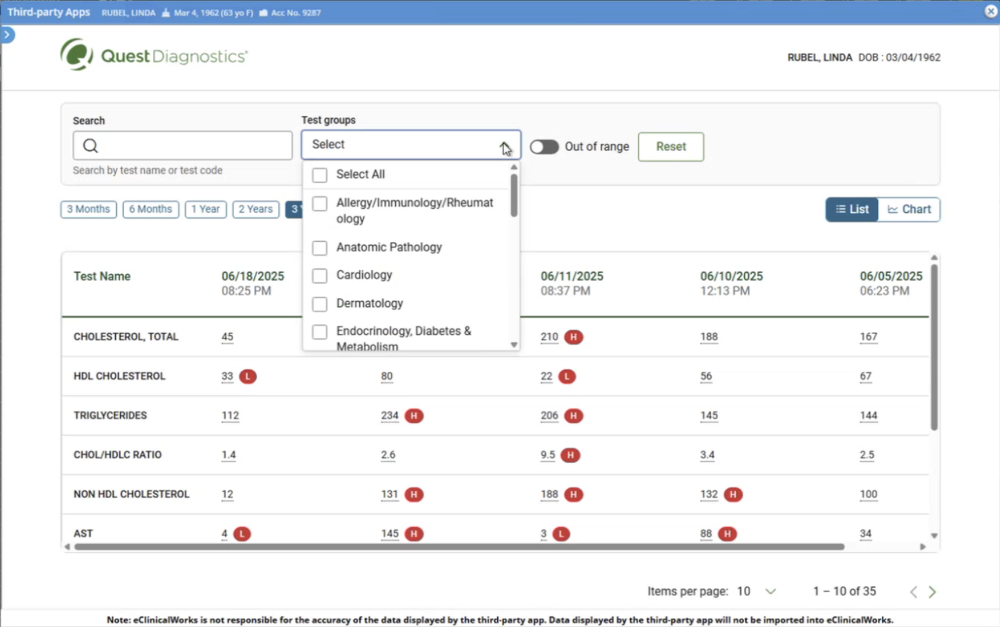 Third-party Apps RUBEL, LINDA Mar 4, 1962 (63 yo F) Acc No. 9287
Quest Diagnostics®
RUBEL, LINDA DOB : 03/04/1962
Search
Test groups
Select
Out of range
Reset
Search by test name or test code
Select All
Allergy/Immunology/Rheumat
ology
Anatomic Pathology
Cardiology
Dermatology
Endocrinology, Diabetes &
Metabolism
3 Months 6 Months 1 Year 2 Years 3
List Chart
Test Name 06/18/2025 06/11/2025 06/10/2025 06/05/2025
08:25 PM 08:37 PM 12:13 PM 06:23 PM
CHOLESTEROL, TOTAL 45 210 H 188 167
HDL CHOLESTEROL 33 L 80 22 L 56 67
TRIGLYCERIDES 112 234 H 206 H 145 144
CHOL/HDLC RATIO 1.4 2.6 9.5 H 3.4 2.5
NON HDL CHOLESTEROL 12 131 H 188 H 132 H 100
AST 4 L 145 H 3 L 88 H 34
Items per page: 10 1 – 10 of 35
Note: eClinicalWorks is not responsible for the accuracy of the data displayed by the third-party app. Data displayed by the third-party app will not be imported into eClinicalWorks.